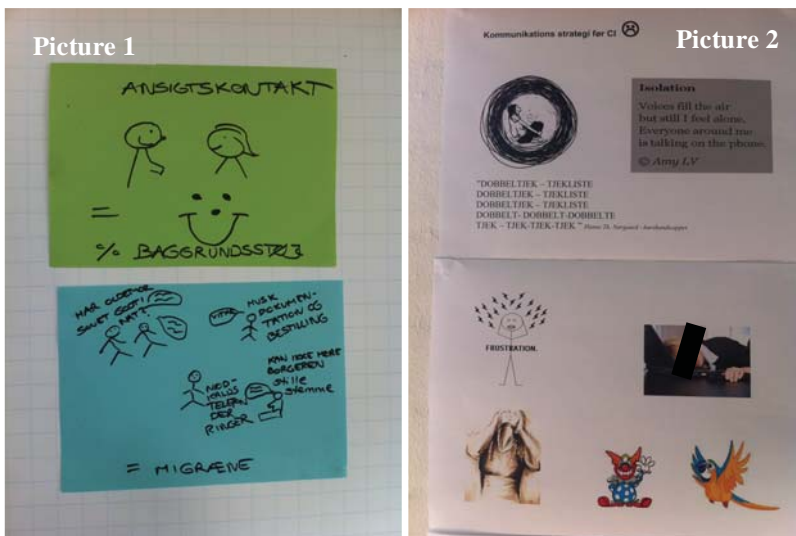 Picture 1
ANSIGTSKONTAKT
=
% BAGGRUNDSSTØJ
HAR OLDEMOR
SOVET GODT I
NAT?
HUSK
DOKUMEN-
TATION OG
BESTILLING
NØD-
KALDS
TELEFON
DER
RINGER
KAN IKKE HØRE
BORGEREN
stille
stemme
= MIGRÆNE
Picture 2
Kommunikations strategi før CI
Isolation
Voices fill the air
but still I feel alone.
Everyone around me
is talking on the phone.
© Amy LV
"DOBBELTJEK – TJEKLISTE
DOBBELTJEK – TJEKLISTE
DOBBELTJEK – TJEKLISTE
DOBBELT- DOBBELT-DOBBELTE
TJEK – TJEK-TJEK-TJEK "
FRUSTRATION.